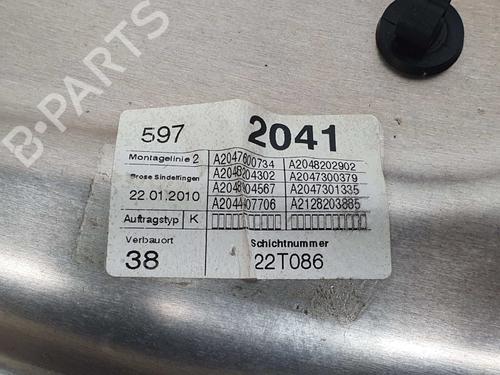 B-PARTS
597 2041
Montagelinie 2 A2047600734 A2048202902
Brose Sindelfingen A2048204302 A2047300379
22.01.2010 A2047301335
A2128203885
Auftragstyp K
Verbauort Schichtnummer
38 22T086